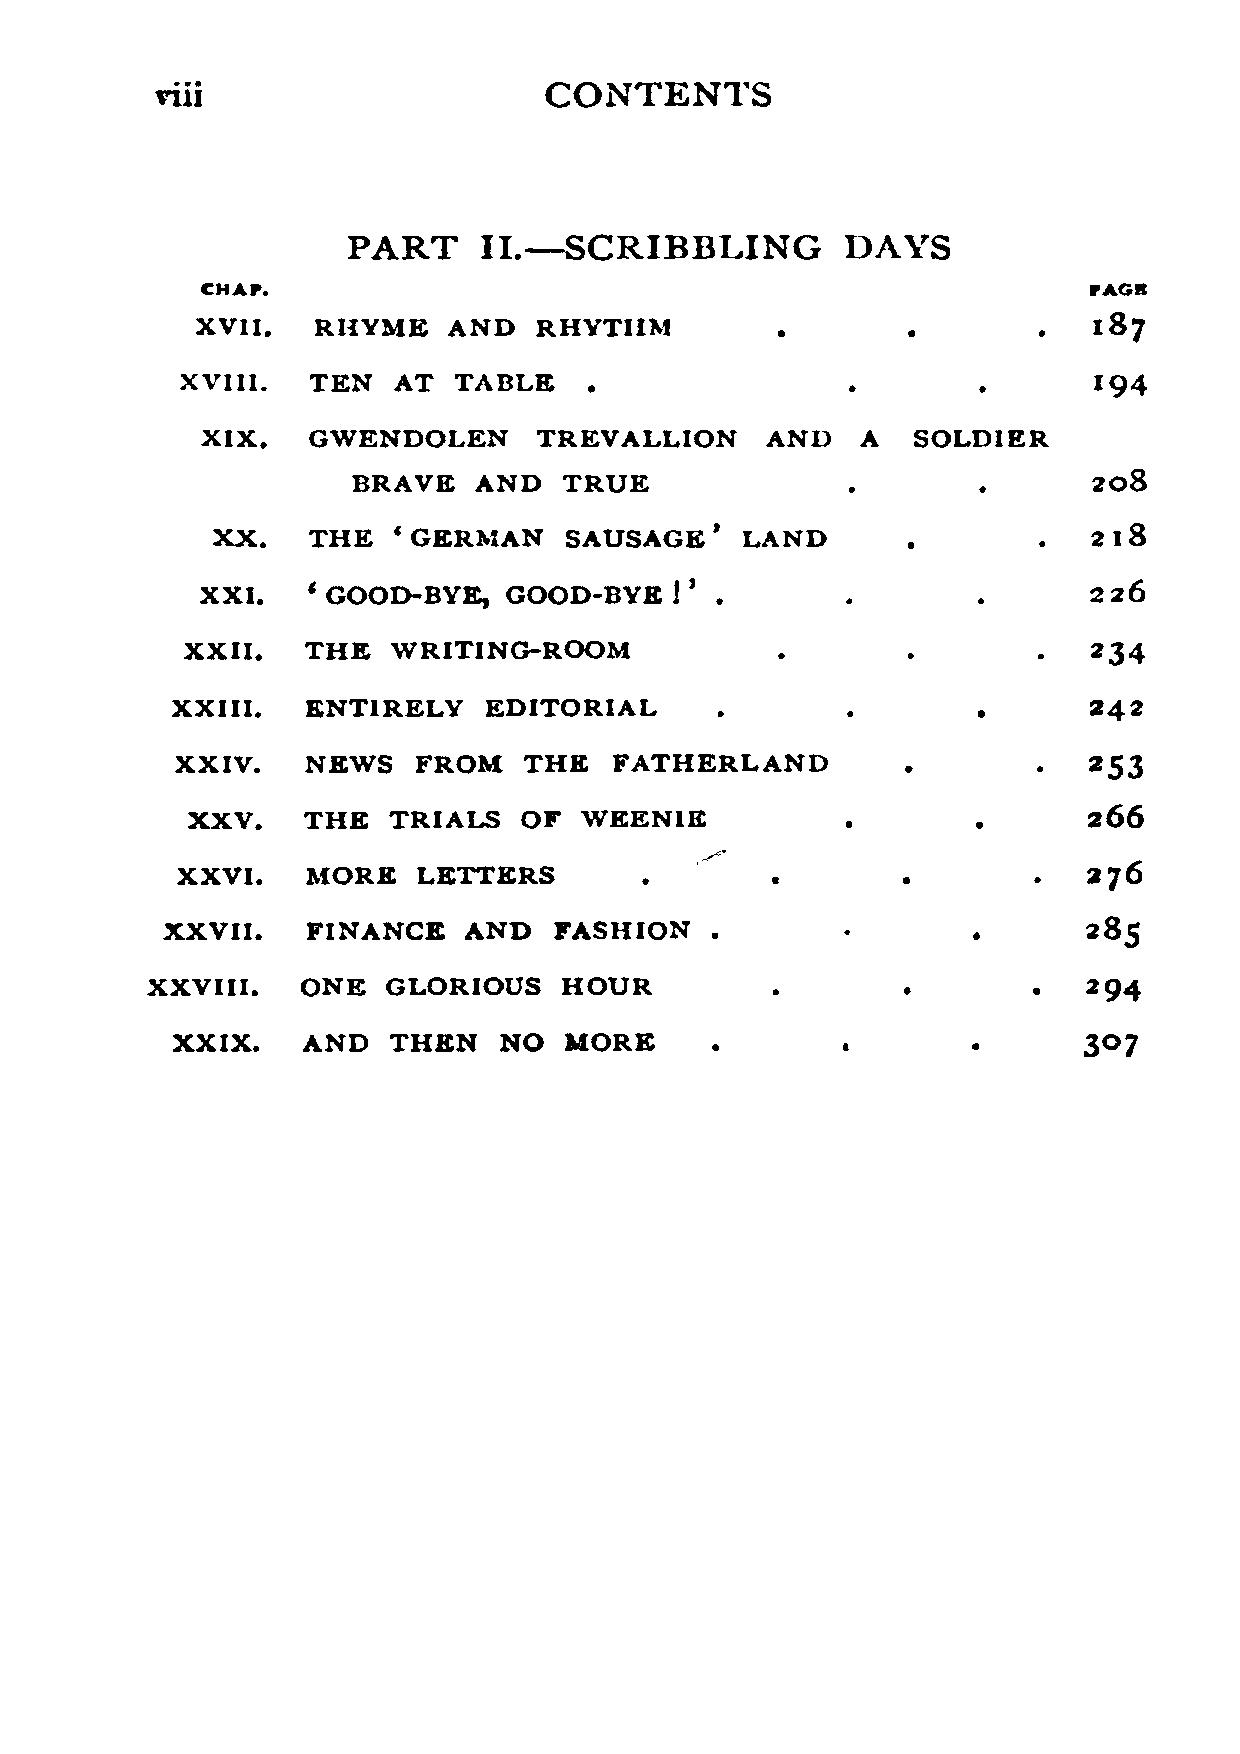 viii CONTENTS
PART II.—SCRIBBLING DAYS
CHAP. PAGE
XVII. RHYME AND RHYTHM . . . 187
XVIII. TEN AT TABLE . . . 194
XIX. GWENDOLEN TREVALLION AND A SOLDIER
BRAVE AND TRUE . . 208
XX. THE ‘GERMAN SAUSAGE’ LAND . . 218
XXI. ‘GOOD-BYE, GOOD-BYE!’ . . . 226
XXII. THE WRITING-ROOM . . . 234
XXIII. ENTIRELY EDITORIAL . . . 242
XXIV. NEWS FROM THE FATHERLAND . . 253
XXV. THE TRIALS OF WEENIE . . 266
XXVI. MORE LETTERS . . . . 276
XXVII. FINANCE AND FASHION . . . 285
XXVIII. ONE GLORIOUS HOUR . . . 294
XXIX. AND THEN NO MORE . . . 307